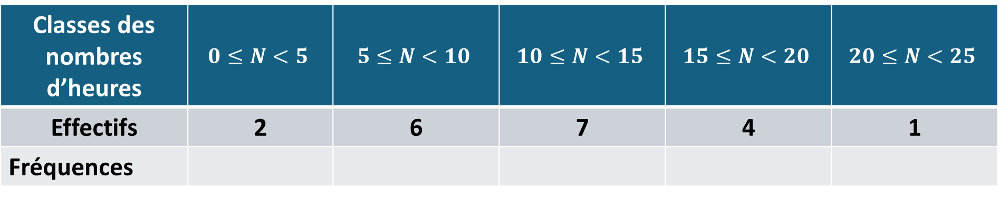 Classes des
nombres
d’heures
0 ≤ N < 5
5 ≤ N < 10
10 ≤ N < 15
15 ≤ N < 20
20 ≤ N < 25
Effectifs
2
6
7
4
1
Fréquences